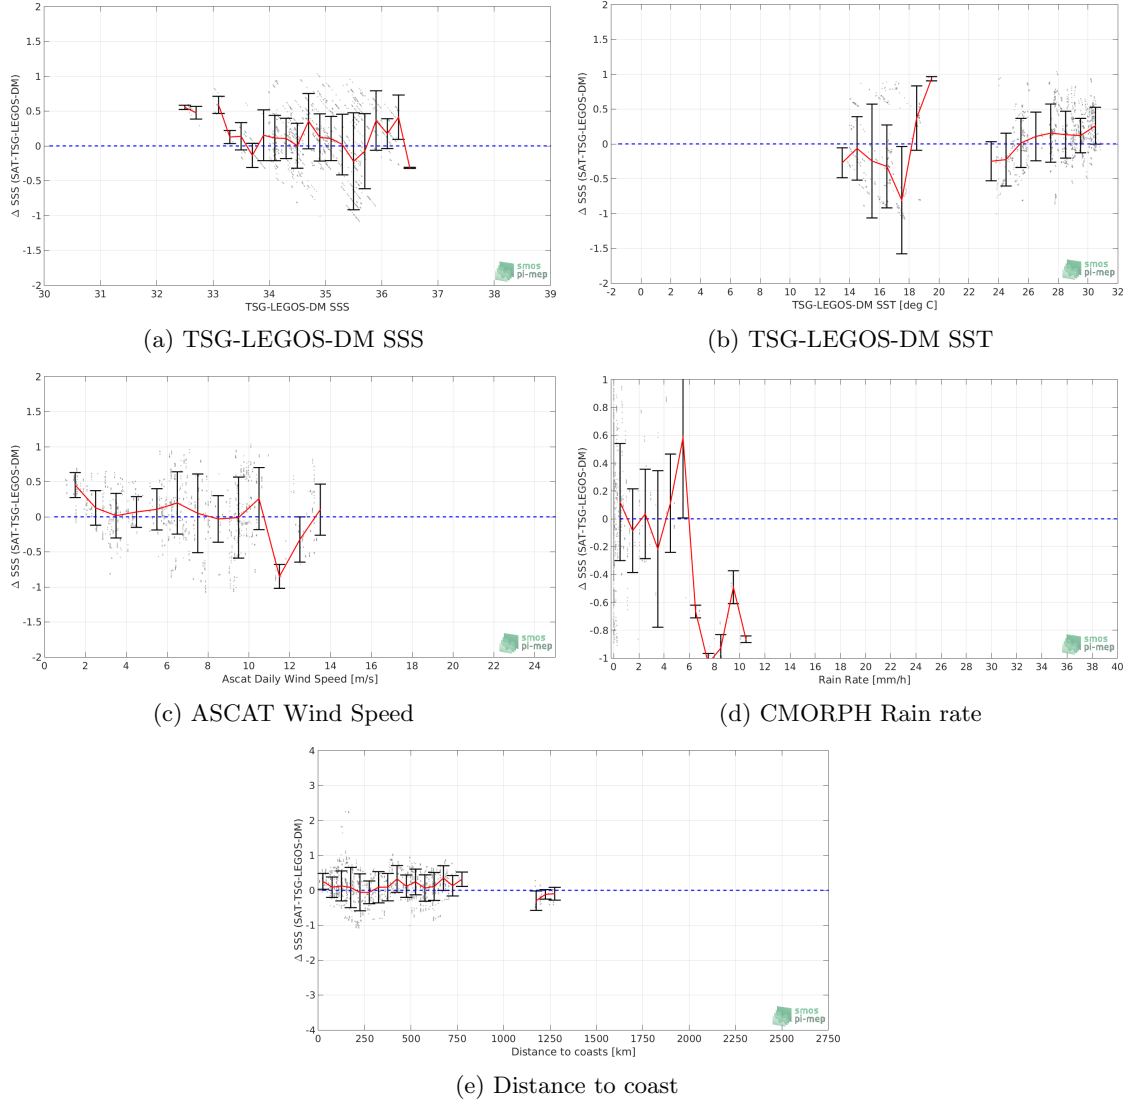 2
1.5
1
0.5
0
-0.5
-1
-1.5
-2
Δ SSS (SAT-TSG-LEGOS-DM)
30 31 32 33 34 35 36 37 38 39
TSG-LEGOS-DM SSS
smos
pi-mep
(a) TSG-LEGOS-DM SSS
2
1.5
1
0.5
0
-0.5
-1
-1.5
-2
Δ SSS (SAT-TSG-LEGOS-DM)
-2 0 2 4 6 8 10 12 14 16 18 20 22 24 26 28 30 32
TSG-LEGOS-DM SST [deg C]
smos
pi-mep
(b) TSG-LEGOS-DM SST
2
1.5
1
0.5
0
-0.5
-1
-1.5
-2
Δ SSS (SAT-TSG-LEGOS-DM)
0 2 4 6 8 10 12 14 16 18 20 22 24
Ascat Daily Wind Speed [m/s]
smos
pi-mep
(c) ASCAT Wind Speed
1
0.8
0.6
0.4
0.2
0
-0.2
-0.4
-0.6
-0.8
-1
Δ SSS (SAT-TSG-LEGOS-DM)
0 2 4 6 8 10 12 14 16 18 20 22 24 26 28 30 32 34 36 38 40
Rain Rate [mm/h]
smos
pi-mep
(d) CMORPH Rain rate
4
3
2
1
0
-1
-2
-3
-4
Δ SSS (SAT-TSG-LEGOS-DM)
0 250 500 750 1000 1250 1500 1750 2000 2250 2500 2750
Distance to coasts [km]
smos
pi-mep
(e) Distance to coast